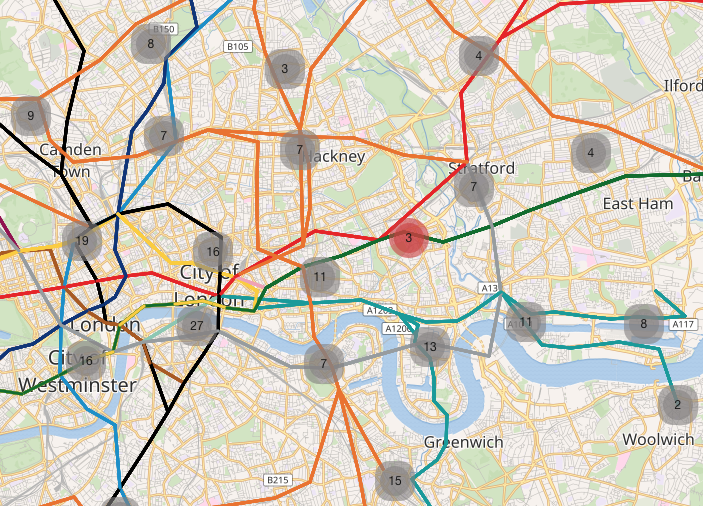 B150
8
B105
4
3
Ilford
9
7
7
Hackney
4
Camden
Town
Stratford
7
Ba
East Ham
19
16
3
City of
11
London
A13
A1203
27
London
A1206
11
8
A117
City of
16
13
Westminster
7
2
Greenwich
Woolwich
B215
15